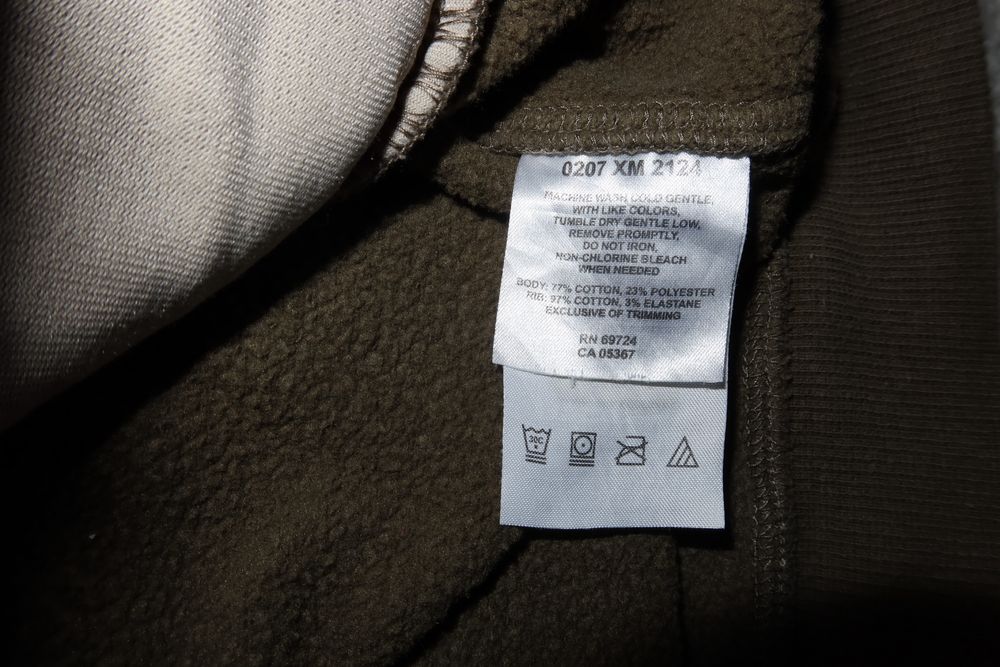 0207 XM 2124
MACHINE WASH COLD GENTLE,
WITH LIKE COLORS,
TUMBLE DRY GENTLE LOW,
REMOVE PROMPTLY,
DO NOT IRON,
NON-CHLORINE BLEACH
WHEN NEEDED
BODY: 77% COTTON, 23% POLYESTER
RIB: 97% COTTON, 3% ELASTANE
EXCLUSIVE OF TRIMMING
RN 69724
CA 05367
30C